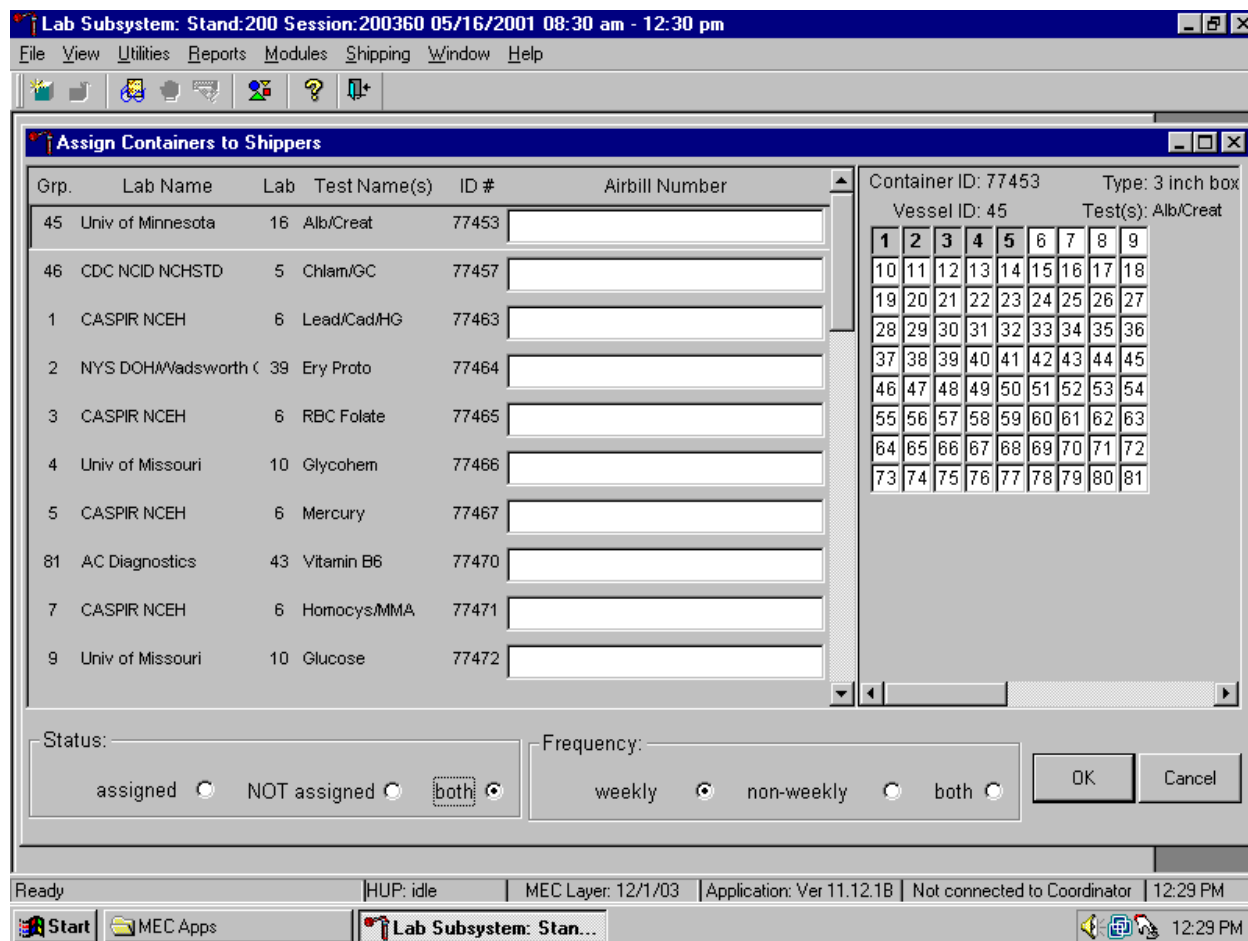 Lab Subsystem: Stand:200 Session:200360 05/16/2001 08:30 am - 12:30 pm
File View Utilities Reports Modules Shipping Window Help
Assign Containers to Shippers
Grp. Lab Name Lab Test Name(s) ID # Airbill Number
45 Univ of Minnesota 16 Alb/Creat 77453
46 CDC NCID NCHSTD 5 Chlam/GC 77457
1 CASPIR NCEH 6 Lead/Cad/HG 77463
2 NYS DOH/Wadsworth ( 39 Ery Proto 77464
3 CASPIR NCEH 6 RBC Folate 77465
4 Univ of Missouri 10 Glycohem 77466
5 CASPIR NCEH 6 Mercury 77467
81 AC Diagnostics 43 Vitamin B6 77470
7 CASPIR NCEH 6 Homocys/MMA 77471
9 Univ of Missouri 10 Glucose 77472
Container ID: 77453 Type: 3 inch box
Vessel ID: 45 Test(s): Alb/Creat
1 2 3 4 5 6 7 8 9
10 11 12 13 14 15 16 17 18
19 20 21 22 23 24 25 26 27
28 29 30 31 32 33 34 35 36
37 38 39 40 41 42 43 44 45
46 47 48 49 50 51 52 53 54
55 56 57 58 59 60 61 62 63
64 65 66 67 68 69 70 71 72
73 74 75 76 77 78 79 80 81
Status:
assigned NOT assigned both
Frequency:
weekly non-weekly both
OK Cancel
Ready HUP: idle MEC Layer: 12/1/03 Application: Ver 11.12.1B Not connected to Coordinator 12:29 PM
Start MEC Apps Lab Subsystem: Stan... 12:29 PM